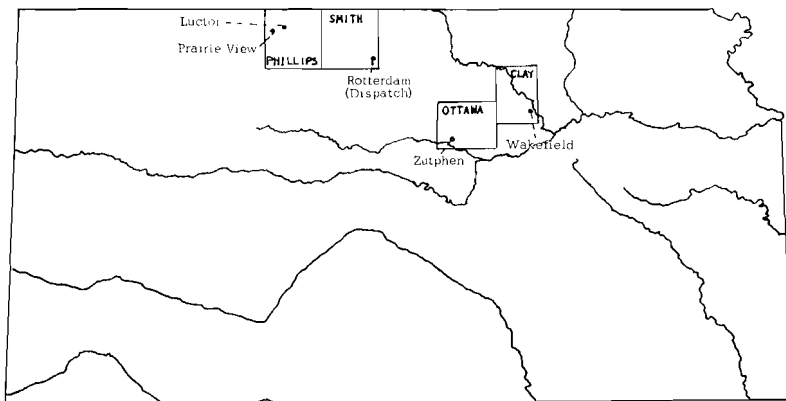 Luctor
SMITH
Prairie View
PHILLIPS
Rotterdam
(Dispatch)
CLAY
OTTAWA
Wakefield
Zutphen